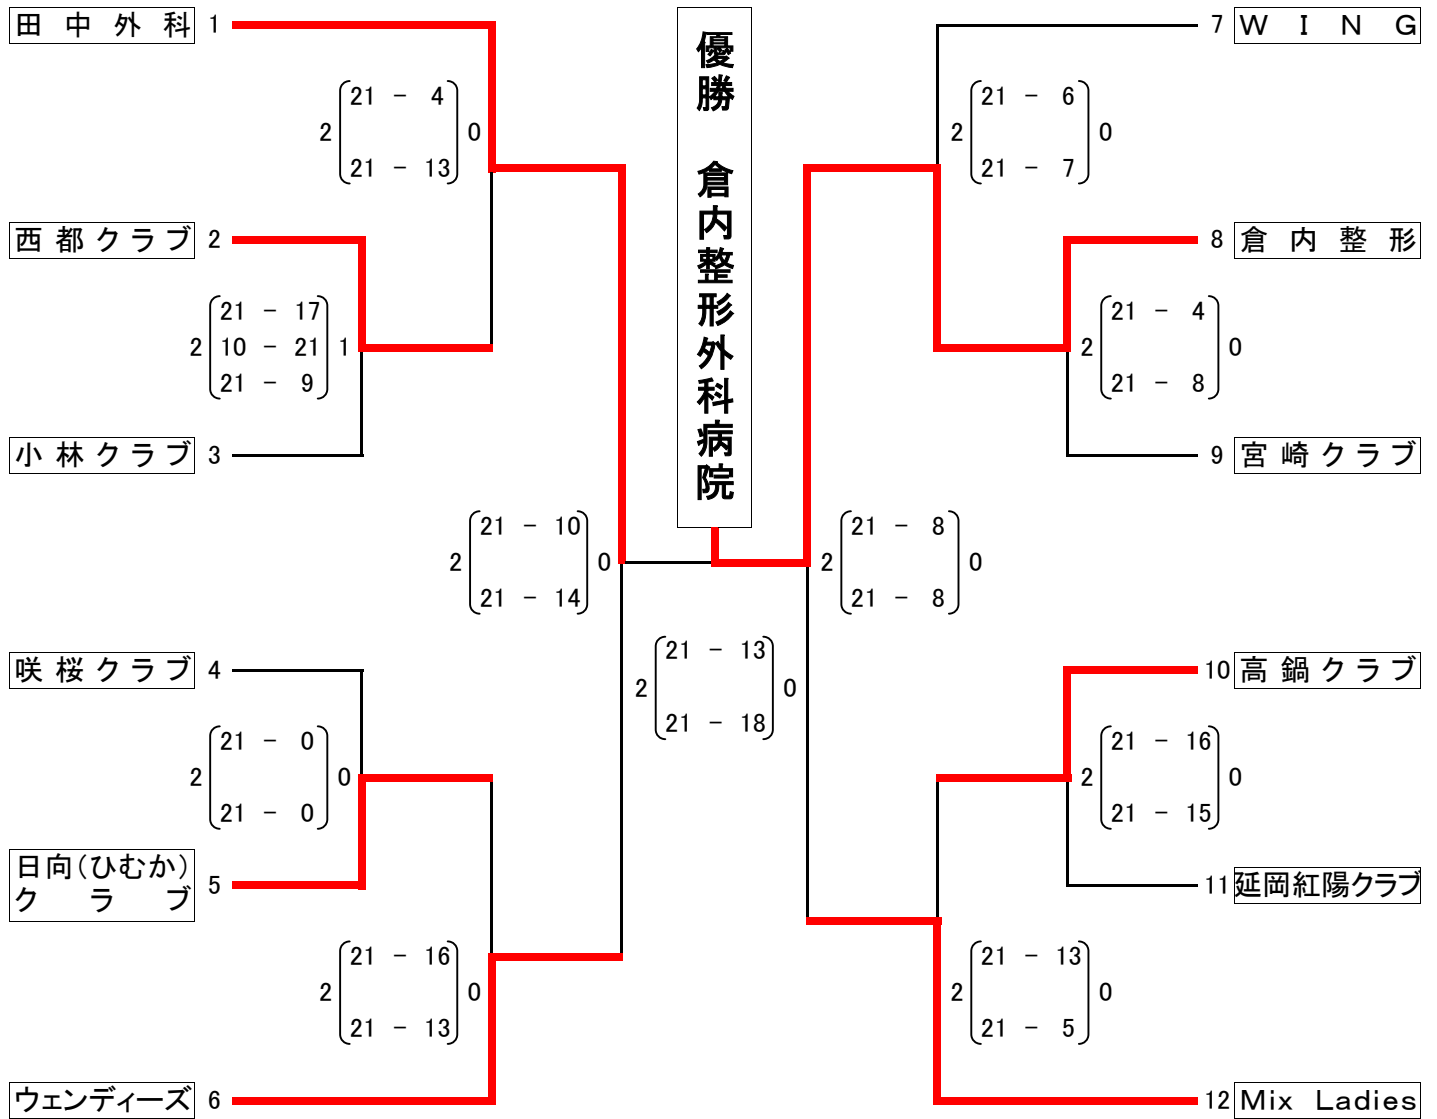 田中外科 1
2 21 － 4 0
21 － 13
西都クラブ 2
21 － 17
2 10 － 21 1
21 － 9
小林クラブ 3
2 21 － 10 0
21 － 14
咲桜クラブ 4
2 21 － 0 0
21 － 0
日向(ひむか)
クラブ 5
2 21 － 16 0
21 － 13
ウェンディーズ 6
優勝 倉内整形外科病院
2 21 － 13 0
21 － 18
7 WING
2 21 － 6 0
21 － 7
8 倉内整形
2 21 － 4 0
21 － 8
9 宮崎クラブ
2 21 － 8 0
21 － 8
10 高鍋クラブ
2 21 － 16 0
21 － 15
11 延岡紅陽クラブ
2 21 － 13 0
21 － 5
12 Mix Ladies